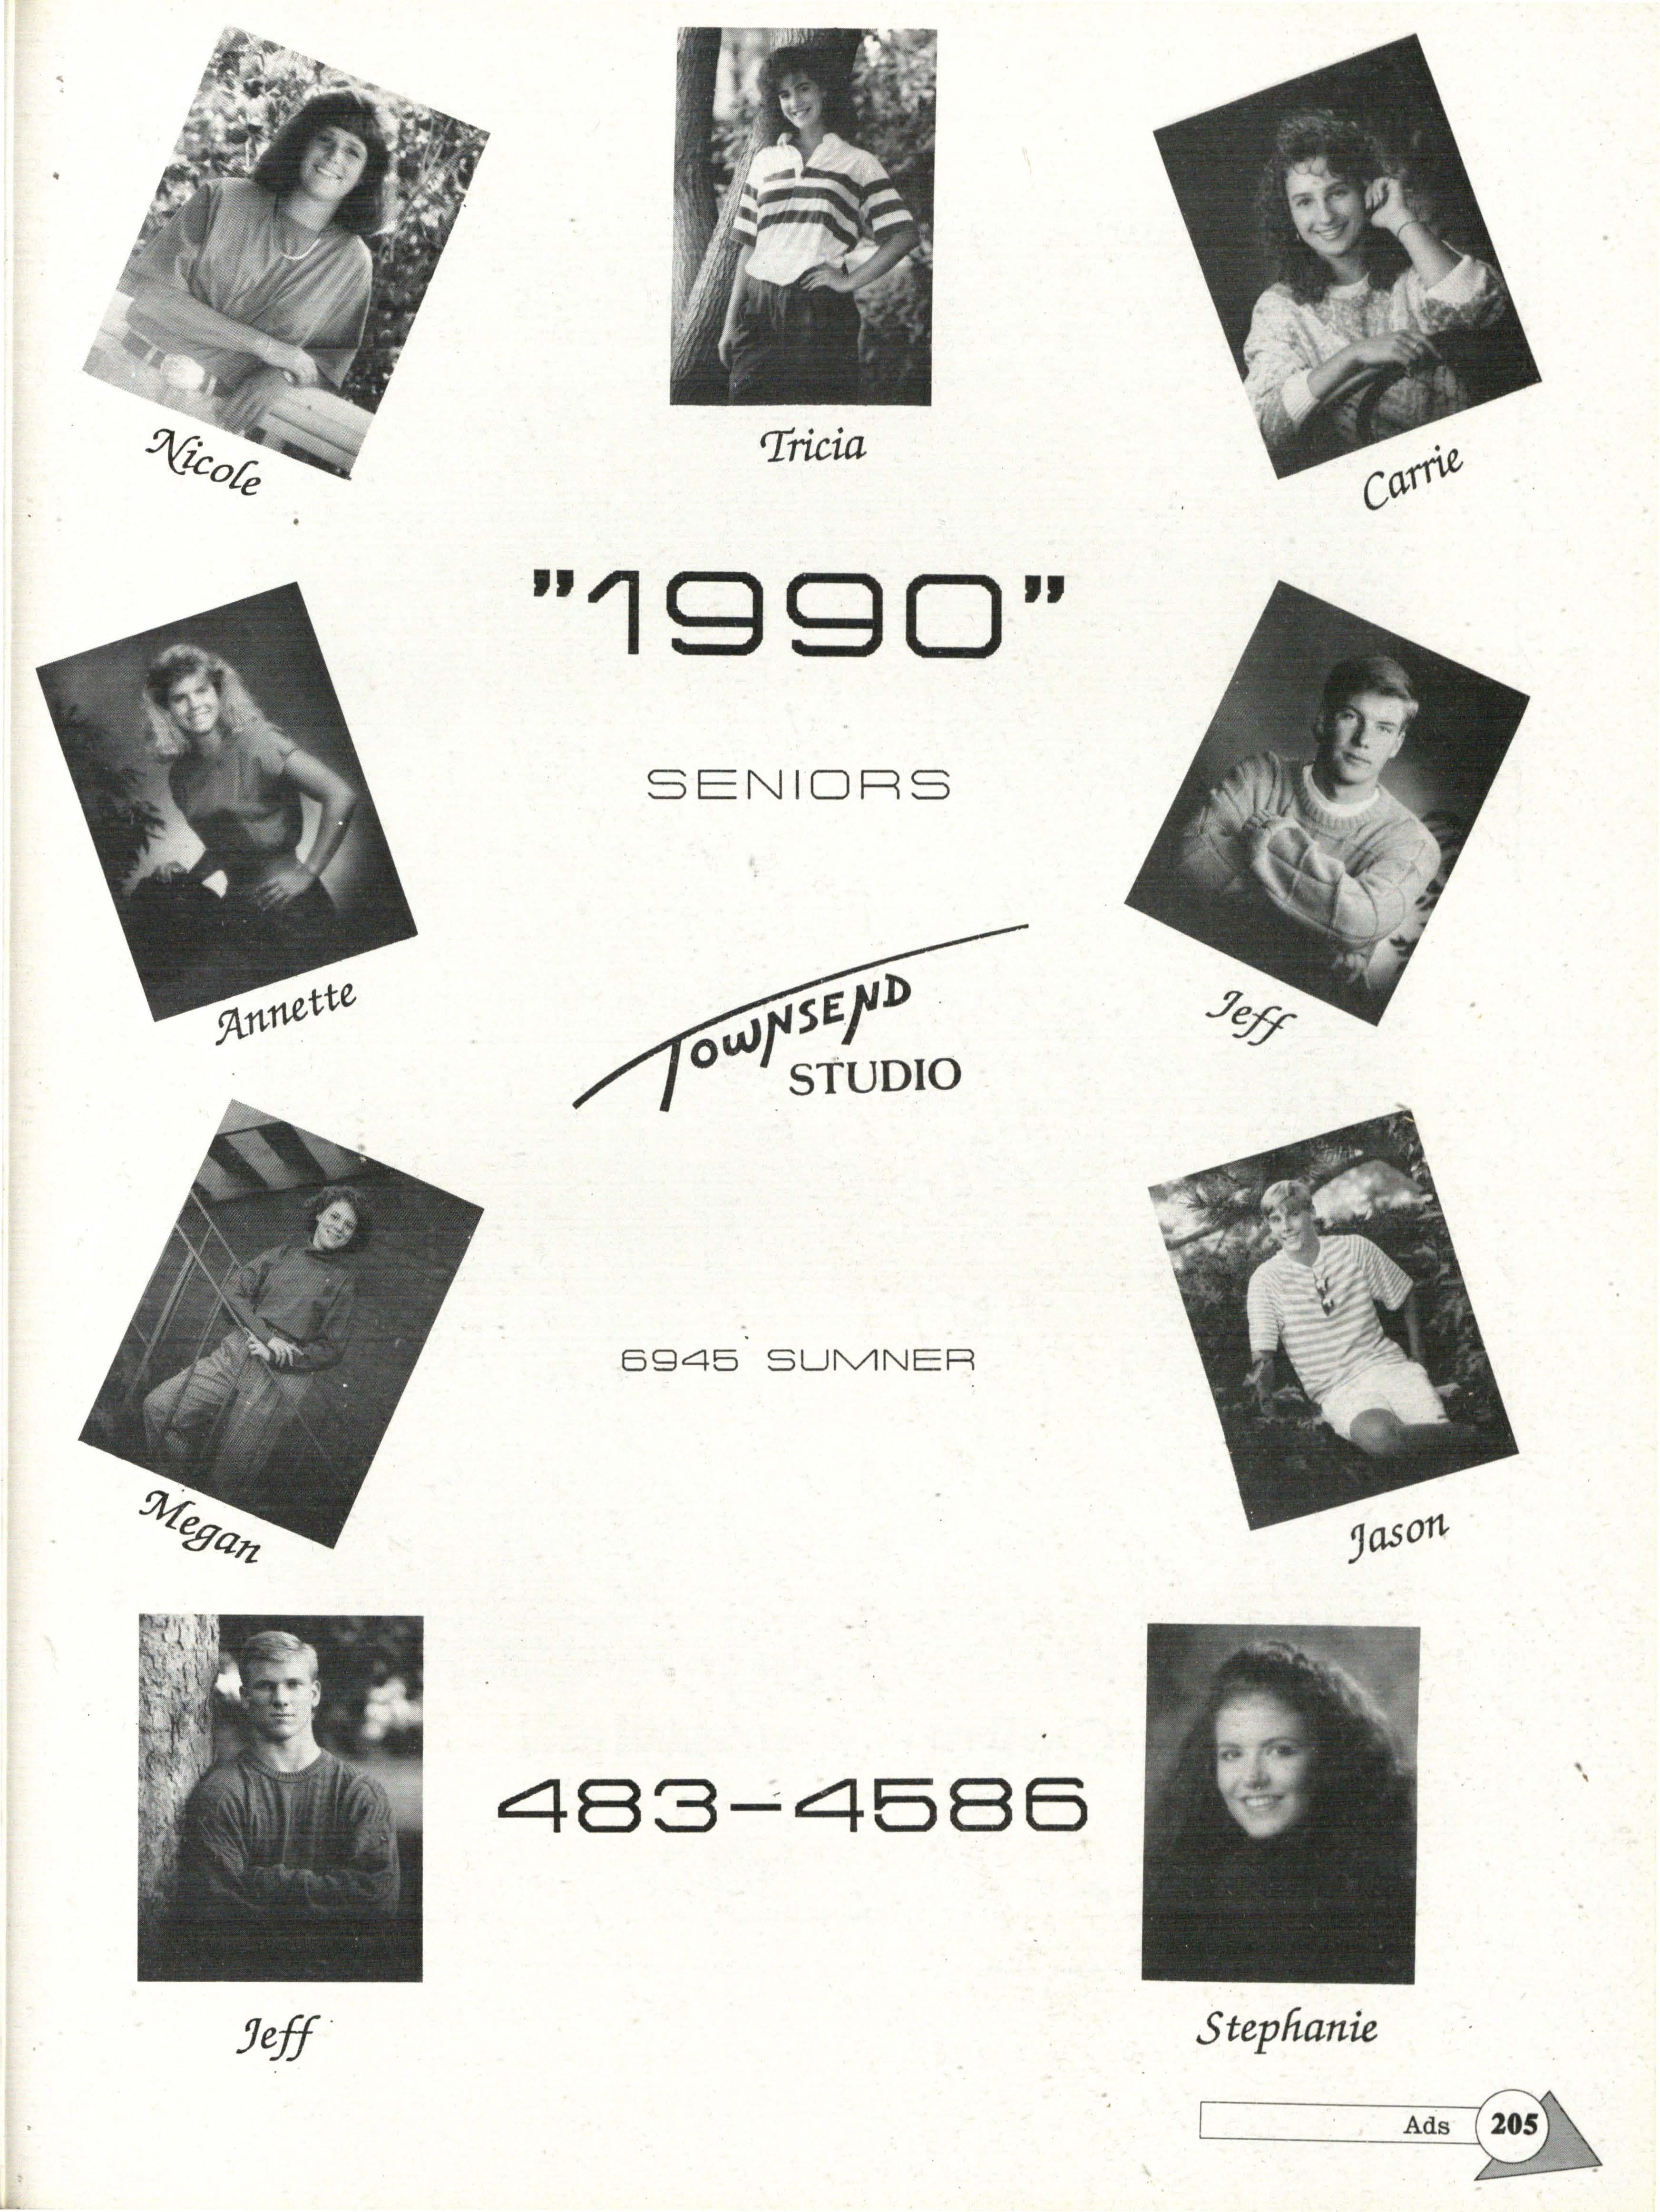 Nicole
Tricia
Carrie
"1990"
SENIORS
Annette
Jeff
TOWNSEND
STUDIO
6945 SUMNER
Megan
Jason
483-4586
Jeff
Stephanie
Ads 205